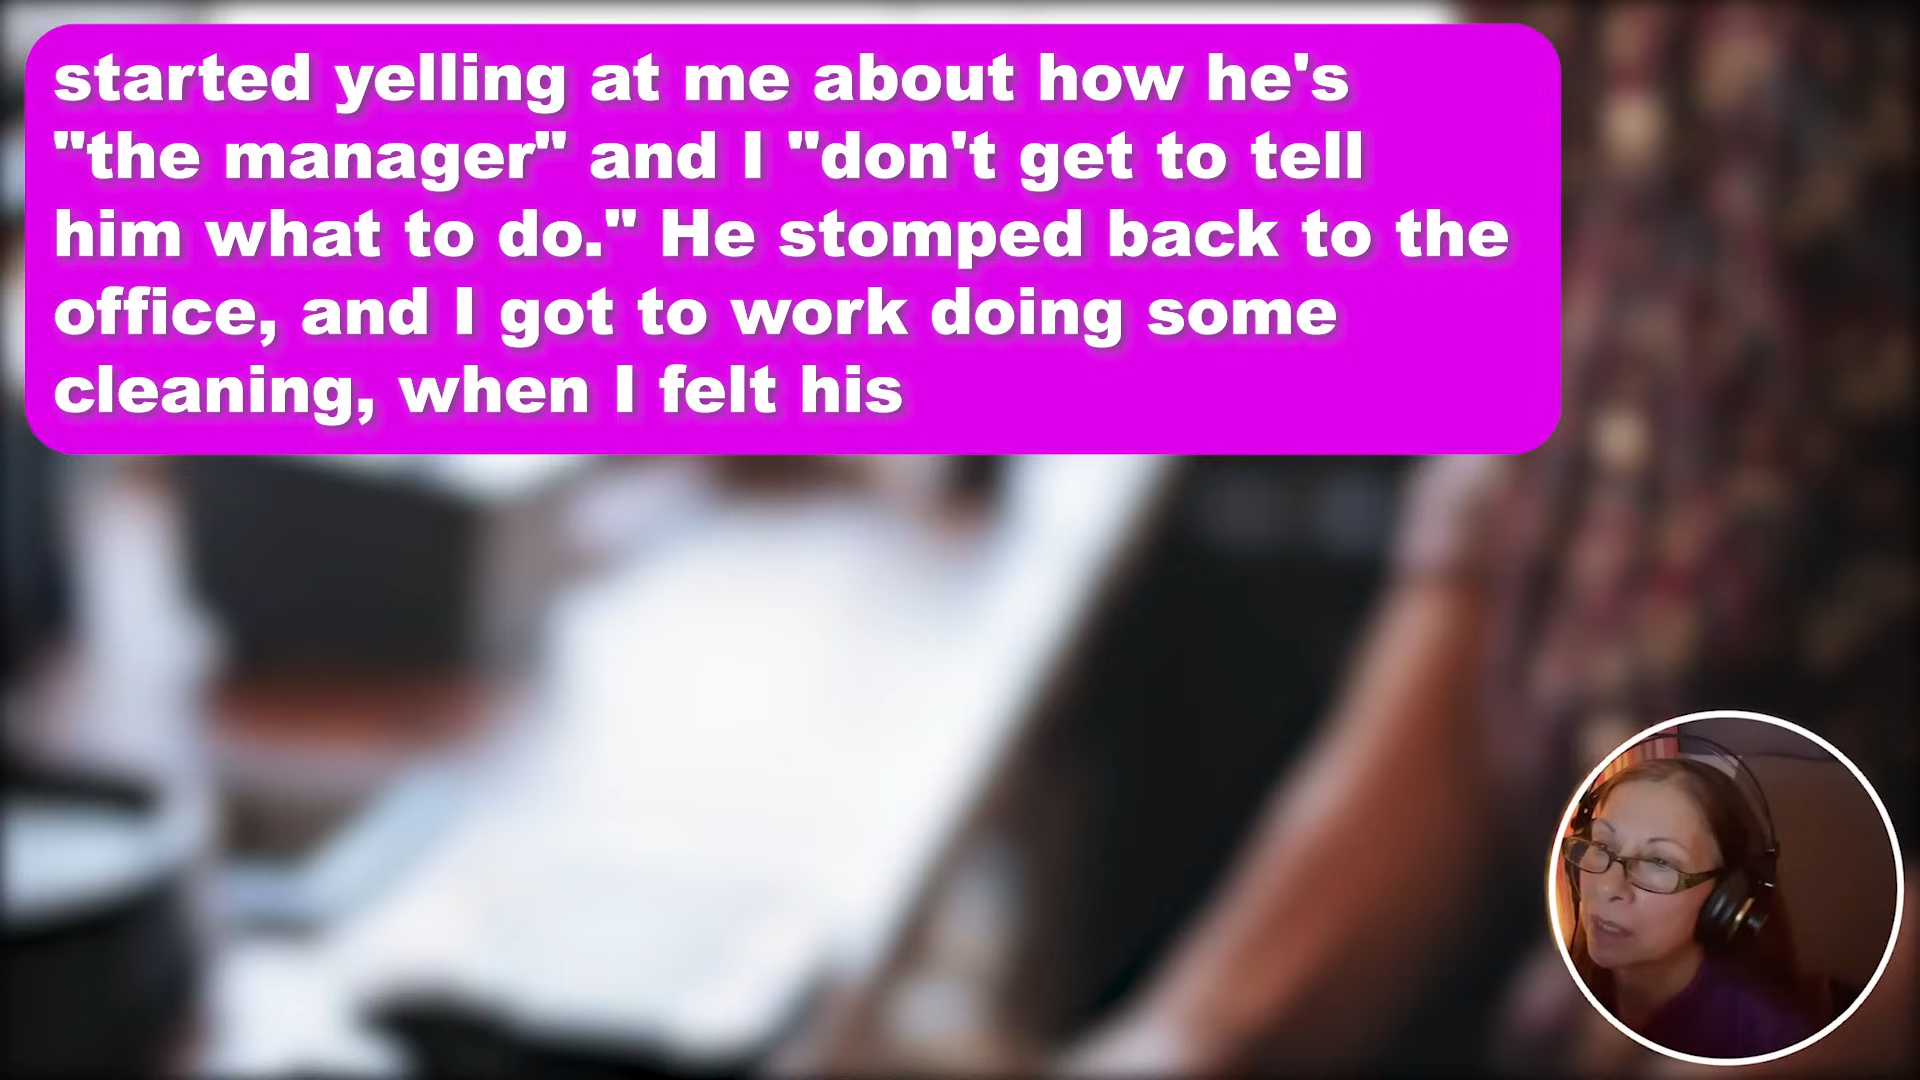 started yelling at me about how he's
"the manager" and I "don't get to tell
him what to do." He stomped back to the
office, and I got to work doing some
cleaning, when I felt his